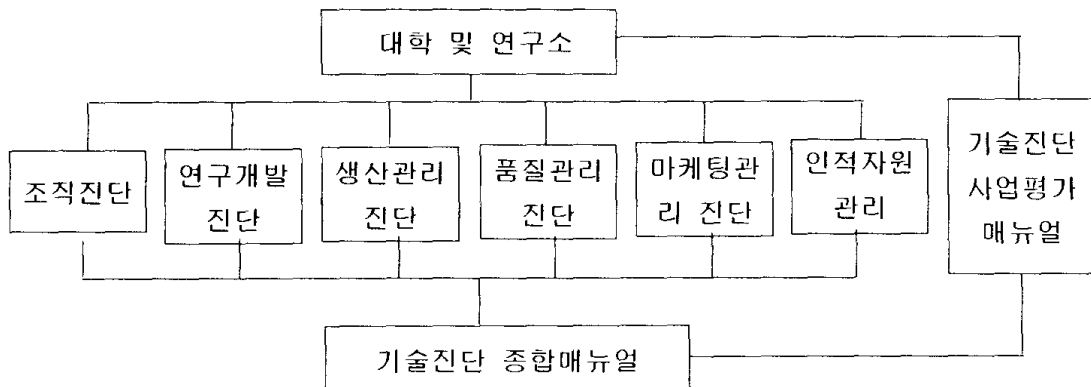 대학 및 연구소
조직진단
연구개발
진단
생산관리
진단
품질관리
진단
마케팅관
리 진단
인적자원
관리
기술진단
사업평가
매뉴얼
기술진단 종합매뉴얼